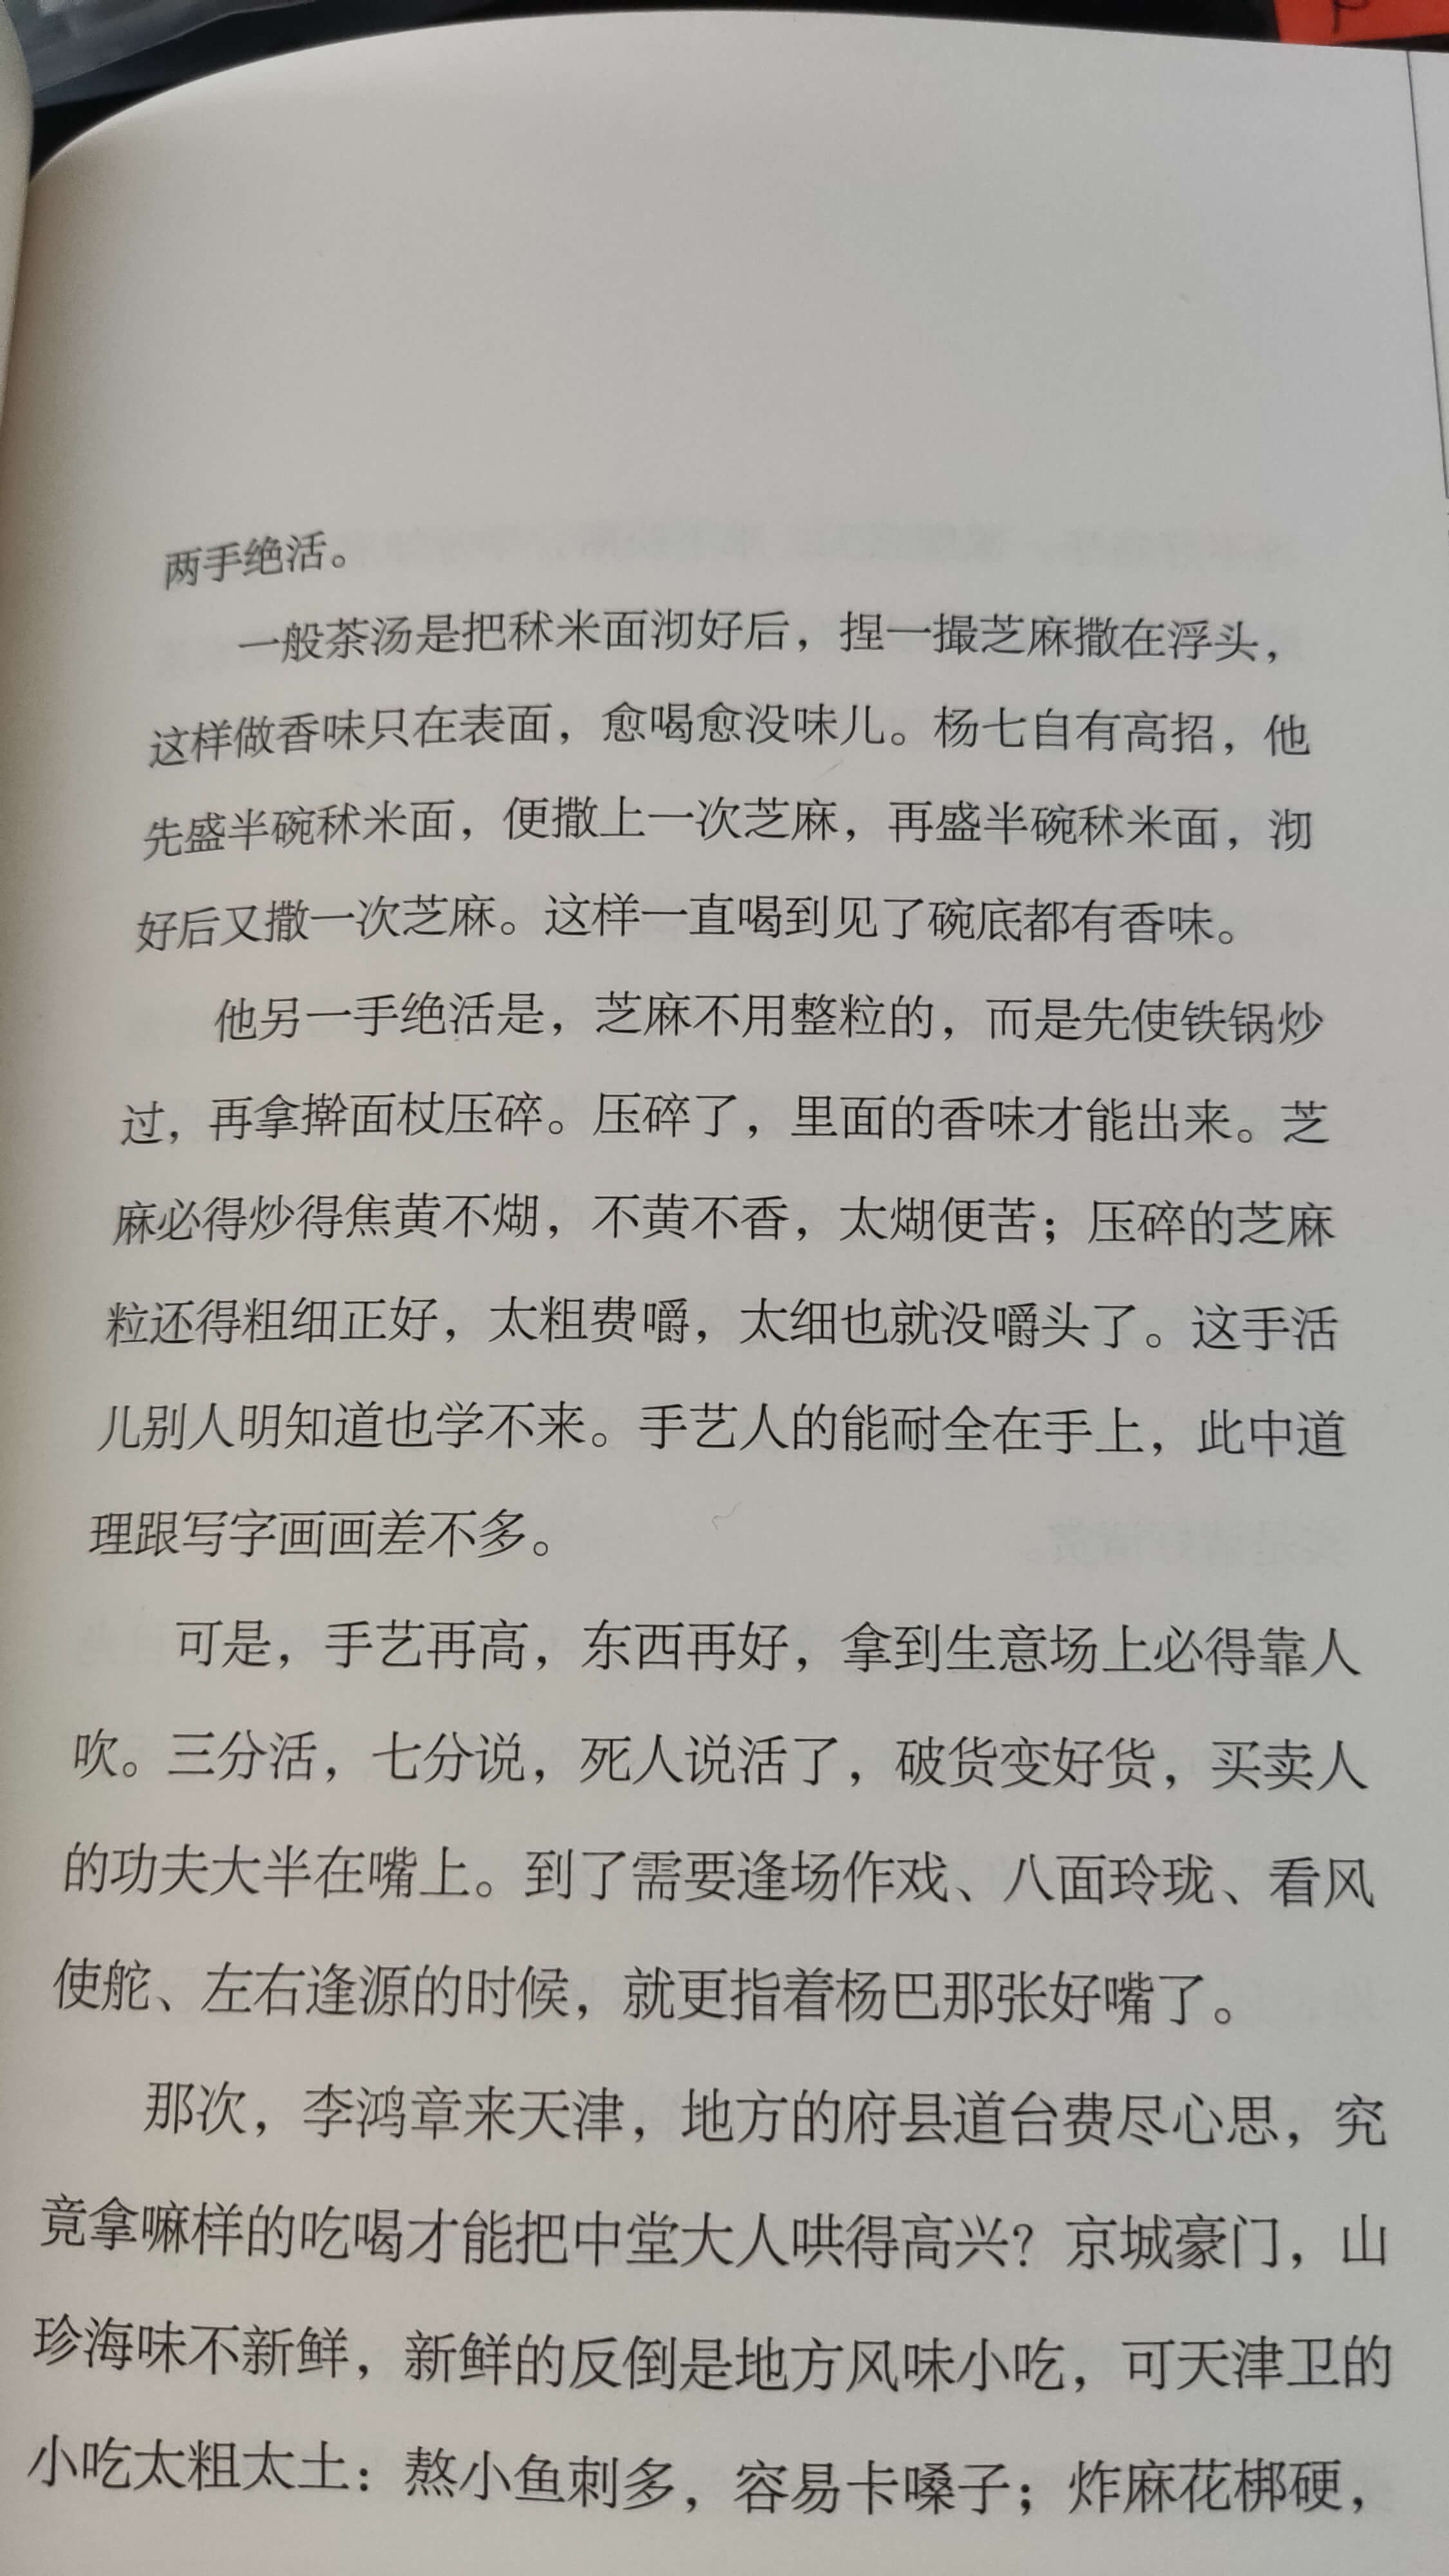 两手绝活。
一般茶汤是把秫米面沏好后，捏一撮芝麻撒在浮头，
这样做香味只在表面，愈喝愈没味儿。杨七自有高招，他
先盛半碗秫米面，便撒上一次芝麻，再盛半碗秫米面，沏
好后又撒一次芝麻。这样一直喝到见了碗底都有香味。
他另一手绝活是，芝麻不用整粒的，而是先使铁锅炒
过，再拿擀面杖压碎。压碎了，里面的香味才能出来。芝
麻必得炒得焦黄不煳，不黄不香，太煳便苦；压碎的芝麻
粒还得粗细正好，太粗费嚼，太细也就没嚼头了。这手活
儿别人明知道也学不来。手艺人的能耐全在手上，此中道
理跟写字画画差不多。
可是，手艺再高，东西再好，拿到生意场上必得靠人
吹。三分活，七分说，死人说活了，破货变好货，买卖人
的功夫大半在嘴上。到了需要逢场作戏、八面玲珑、看风
使舵、左右逢源的时候，就更指着杨巴那张好嘴了。
那次，李鸿章来天津，地方的府县道台费尽心思，究
竟拿嘛样的吃喝才能把中堂大人哄得高兴？京城豪门，山
珍海味不新鲜，新鲜的反倒是地方风味小吃，可天津卫的
小吃太粗太土：熬小鱼刺多，容易卡嗓子；炸麻花梆硬，